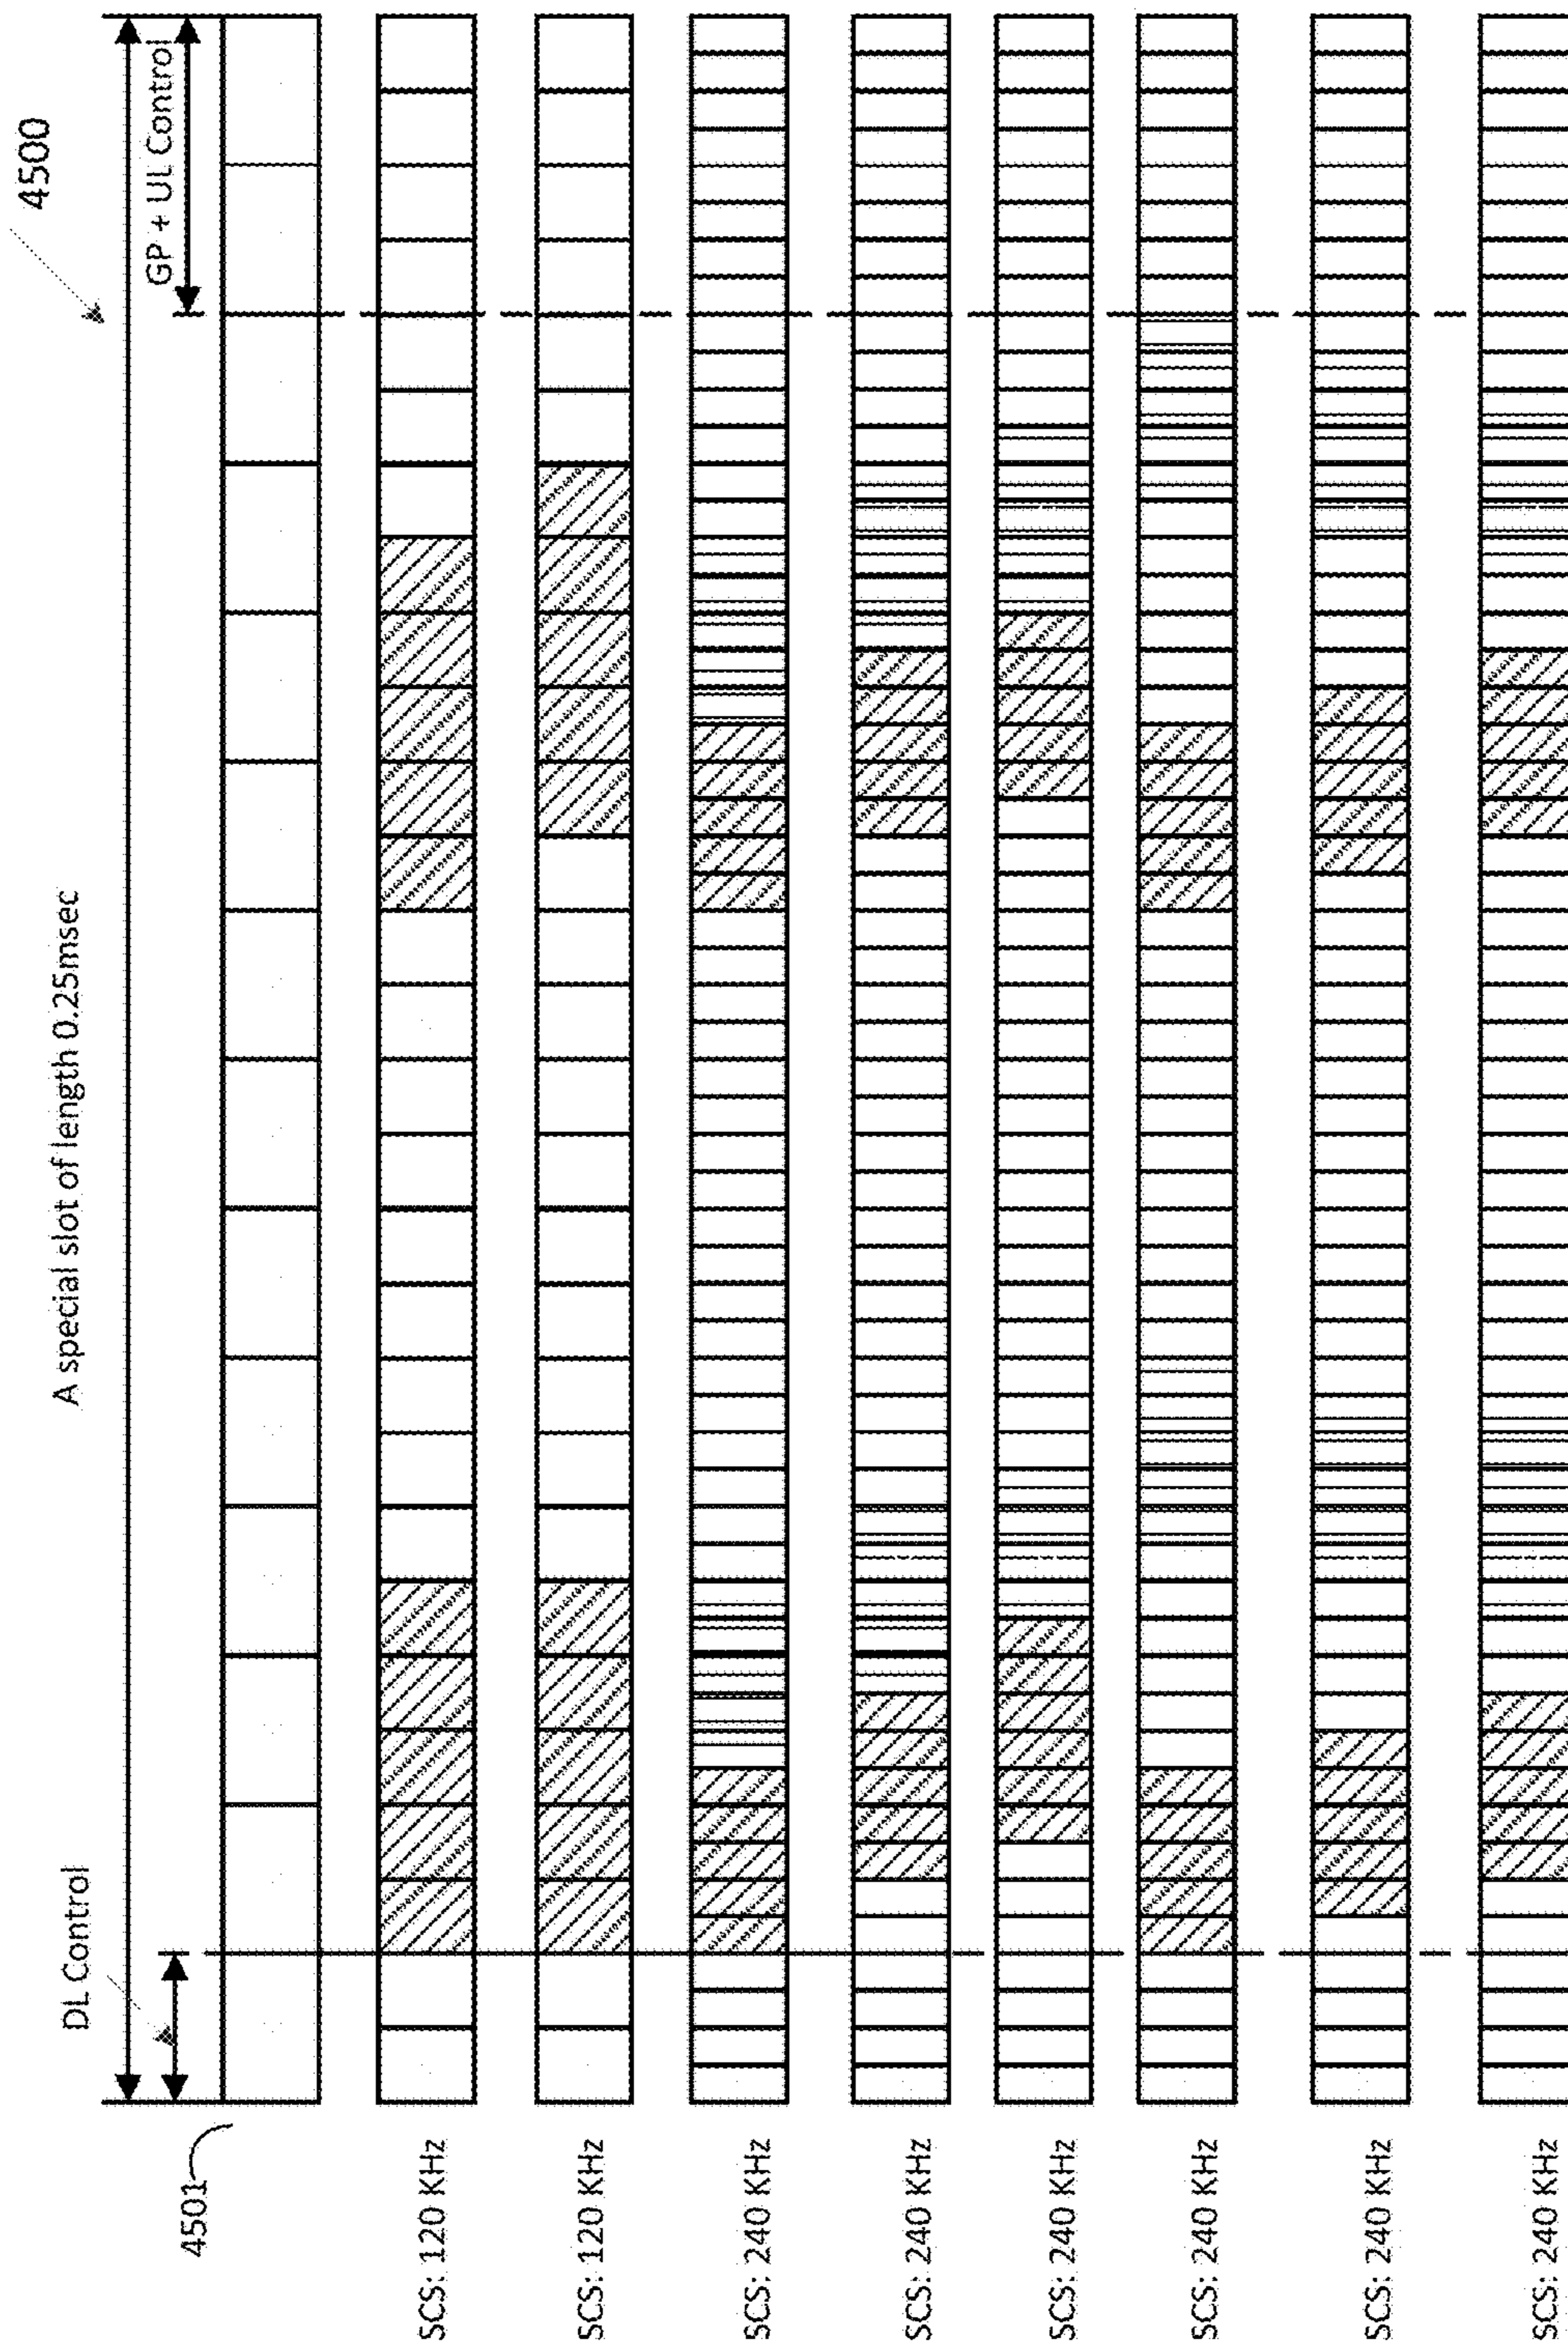 4500
A special slot of length 0.25msec
DL Control
GP + UL Control
4501
SCS: 120 KHz
SCS: 120 KHz
SCS: 240 KHz
SCS: 240 KHz
SCS: 240 KHz
SCS: 240 KHz
SCS: 240 KHz
SCS: 240 KHz